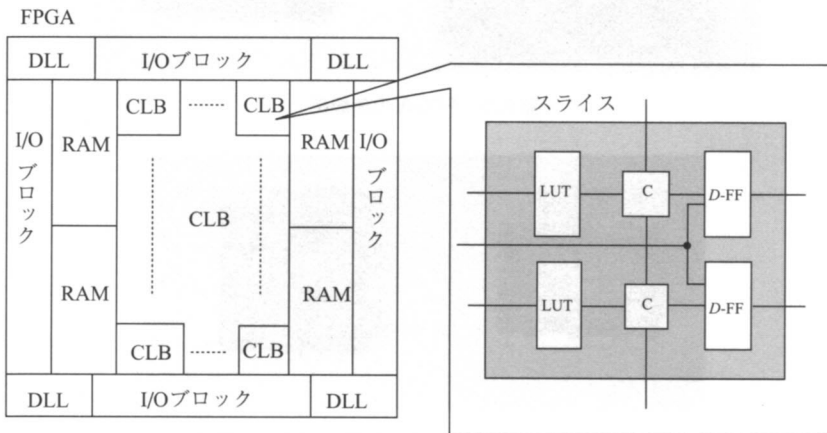 FPGA
DLL
I/Oブロック
DLL
I/O
ブロック
RAM
RAM
CLB
CLB
CLB
CLB
CLB
RAM
RAM
I/O
ブロック
DLL
I/Oブロック
DLL
スライス
LUT
C
D-FF
LUT
C
D-FF